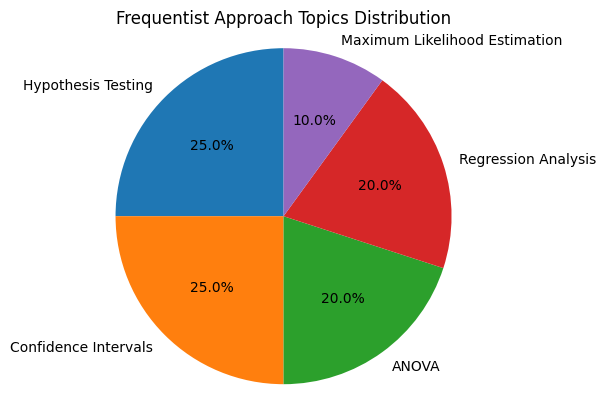 Frequentist Approach Topics Distribution
Maximum Likelihood Estimation
Hypothesis Testing
10.0%
25.0%
Regression Analysis
20.0%
25.0%
20.0%
Confidence Intervals
ANOVA